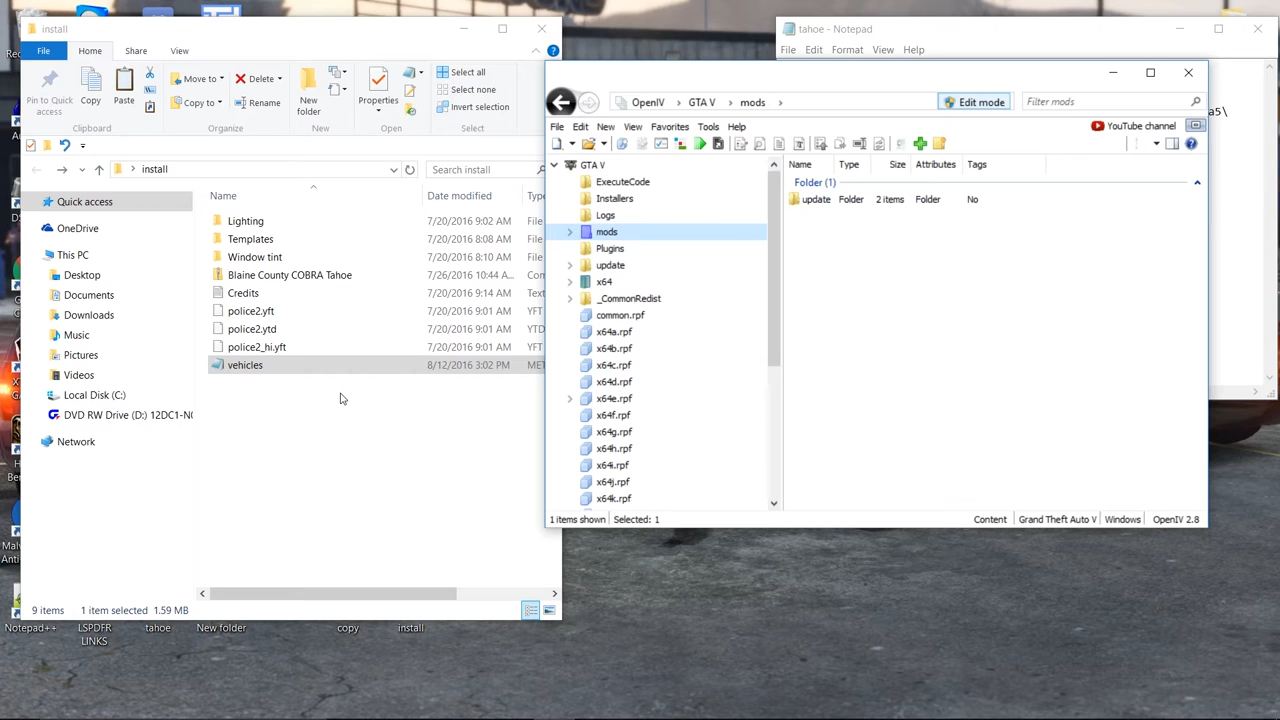 install
File
Home
Share
View
Pin to Quick access
Copy
Paste
Move to
Copy to
Delete
Rename
New folder
Properties
Select all
Select none
Invert selection
Clipboard
Organize
New
Open
Select
install
Search install
Quick access
OneDrive
This PC
Desktop
Documents
Downloads
Music
Pictures
Videos
Local Disk (C:)
DVD RW Drive (D:) 12DC1-N
Network
Name
Date modified
Type
Lighting 7/20/2016 9:02 AM File
Templates 7/20/2016 8:08 AM File
Window tint 7/20/2016 8:10 AM File
Blaine County COBRA Tahoe 7/26/2016 10:44 A... Com
Credits 7/20/2016 9:14 AM Text
police2.yft 7/20/2016 9:01 AM YFT
police2.ytd 7/20/2016 9:01 AM YTD
police2_hi.yft 7/20/2016 9:01 AM YFT
vehicles 8/12/2016 3:02 PM MET
9 items 1 item selected 1.59 MB
Notepad++
LSPDFR LINKS
tahoe
New folder
copy
install
tahoe - Notepad
File Edit Format View Help
a5\
OpenIV GTA V mods
Edit mode
Filter mods
File Edit New View Favorites Tools Help
YouTube channel
GTA V
ExecuteCode
Installers
Logs
mods
Plugins
update
x64
_CommonRedist
common.rpf
x64a.rpf
x64b.rpf
x64c.rpf
x64d.rpf
x64e.rpf
x64f.rpf
x64g.rpf
x64h.rpf
x64i.rpf
x64j.rpf
x64k.rpf
Name Type Size Attributes Tags
Folder (1)
update Folder 2 items Folder No
1 items shown Selected: 1 Content Grand Theft Auto V Windows OpenIV 2.8